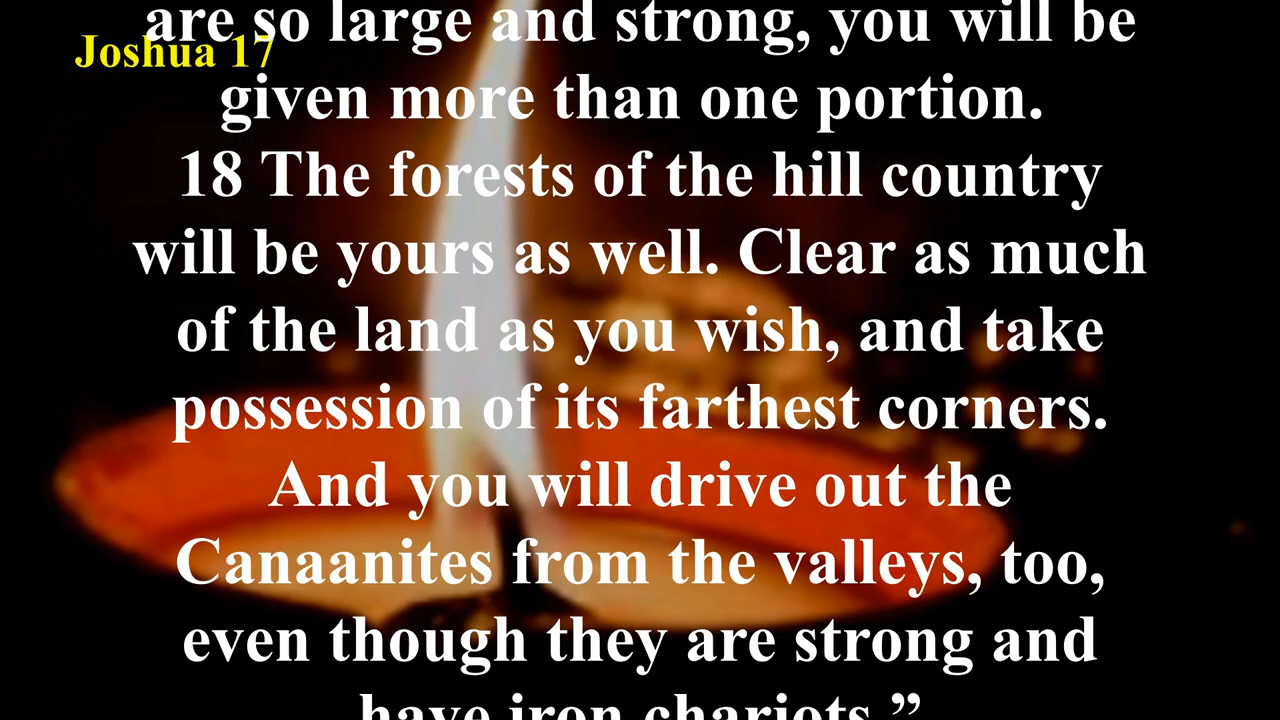 are so large and strong, you will be
Joshua 17
given more than one portion.
18 The forests of the hill country
will be yours as well. Clear as much
of the land as you wish, and take
possession of its farthest corners.
And you will drive out the
Canaanites from the valleys, too,
even though they are strong and
have iron chariots.”